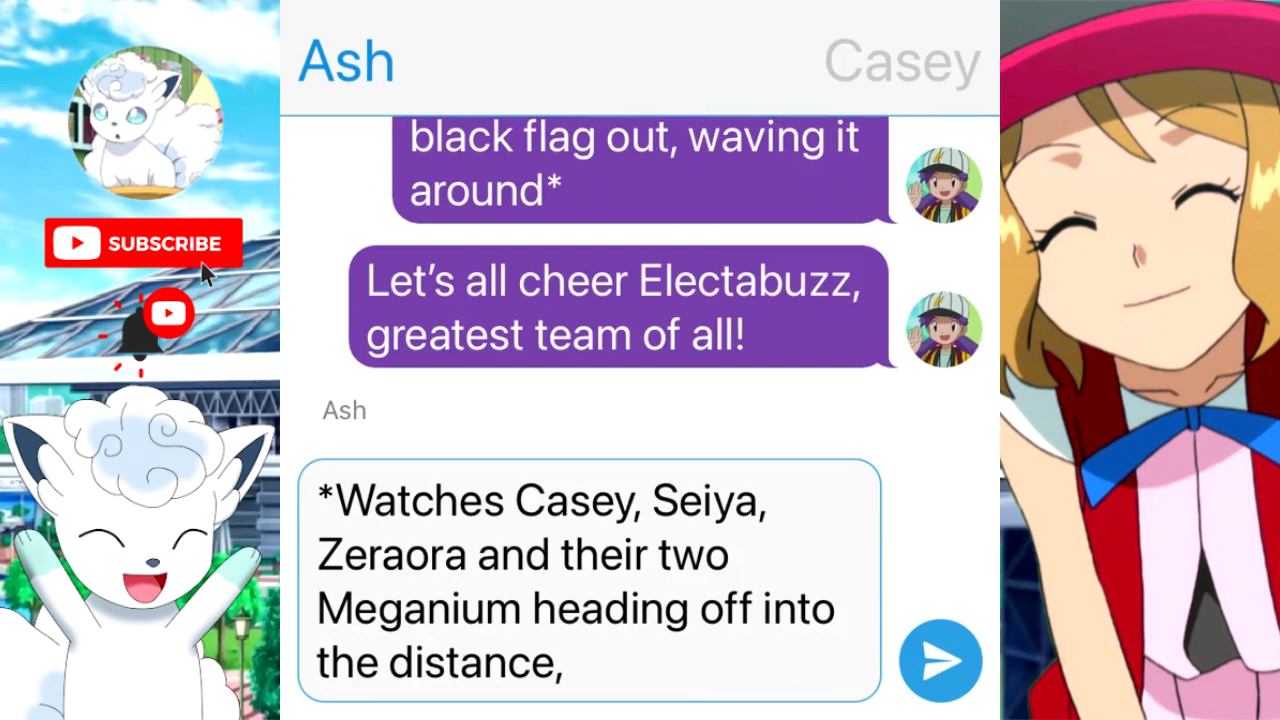 Ash
Casey
black flag out, waving it
around*
SUBSCRIBE
Let’s all cheer Electabuzz,
greatest team of all!
Ash
*Watches Casey, Seiya,
Zeraora and their two
Meganium heading off into
the distance,